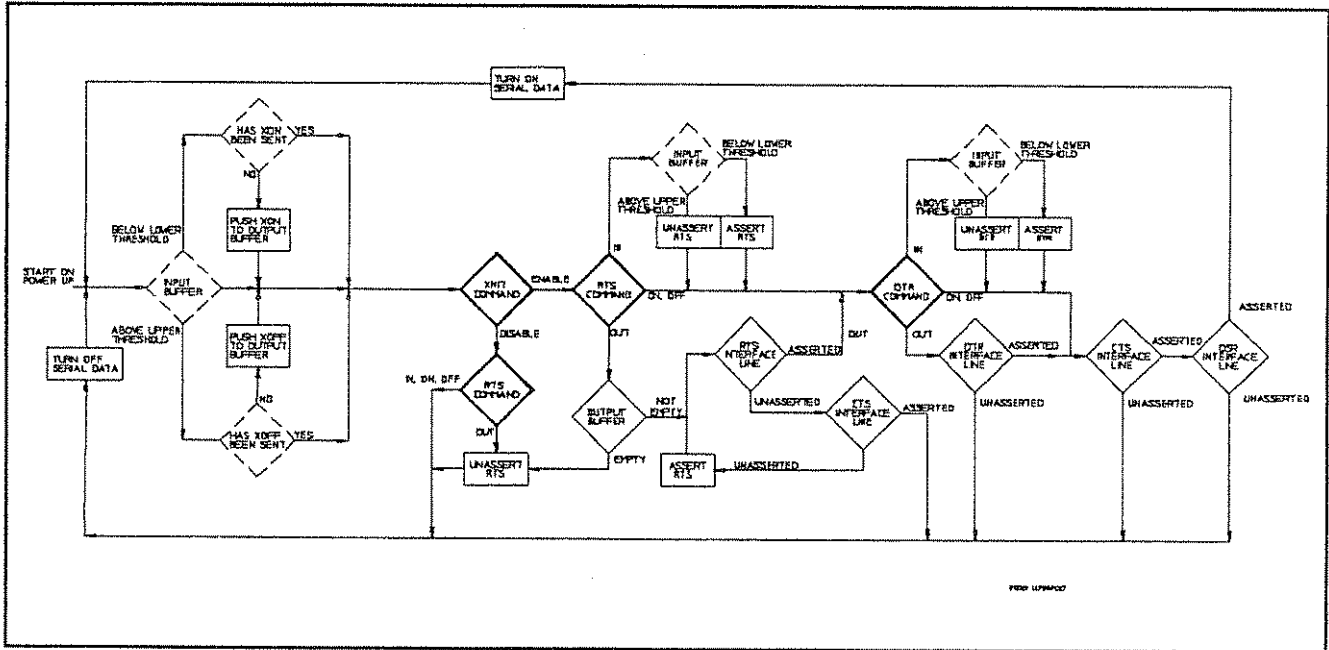 TURN ON
SERIAL DATA
HAS XON
BEEN SENT
YES
NO
PUSH XON
TO OUTPUT
BUFFER
BELOW LOWER
THRESHOLD
START ON
POWER UP
INPUT
BUFFER
ABOVE UPPER
THRESHOLD
TURN OFF
SERIAL DATA
PUSH XOFF
TO OUTPUT
BUFFER
NO
HAS XOFF
BEEN SENT
YES
XMIT
COMMAND
ENABLE
DISABLE
RTS
COMMAND
IN, ON, OFF
OUT
UNASSERT
RTS
RTS
COMMAND
IN
ON, OFF
OUT
INPUT
BUFFER
BELOW LOWER
THRESHOLD
ABOVE UPPER
THRESHOLD
UNASSERT
RTS
ASSERT
RTS
OUTPUT
BUFFER
NOT
EMPTY
EMPTY
RTS
INTERFACE
LINE
ASSERTED
OUT
UNASSERTED
CTS
INTERFACE
LINE
ASSERTED
UNASSERTED
ASSERT
RTS
DTR
COMMAND
IN
ON, OFF
OUT
INPUT
BUFFER
BELOW LOWER
THRESHOLD
ABOVE UPPER
THRESHOLD
UNASSERT
ASSERT
DTR
INTERFACE
LINE
ASSERTED
UNASSERTED
CTS
INTERFACE
LINE
ASSERTED
UNASSERTED
DSR
INTERFACE
LINE
ASSERTED
UNASSERTED